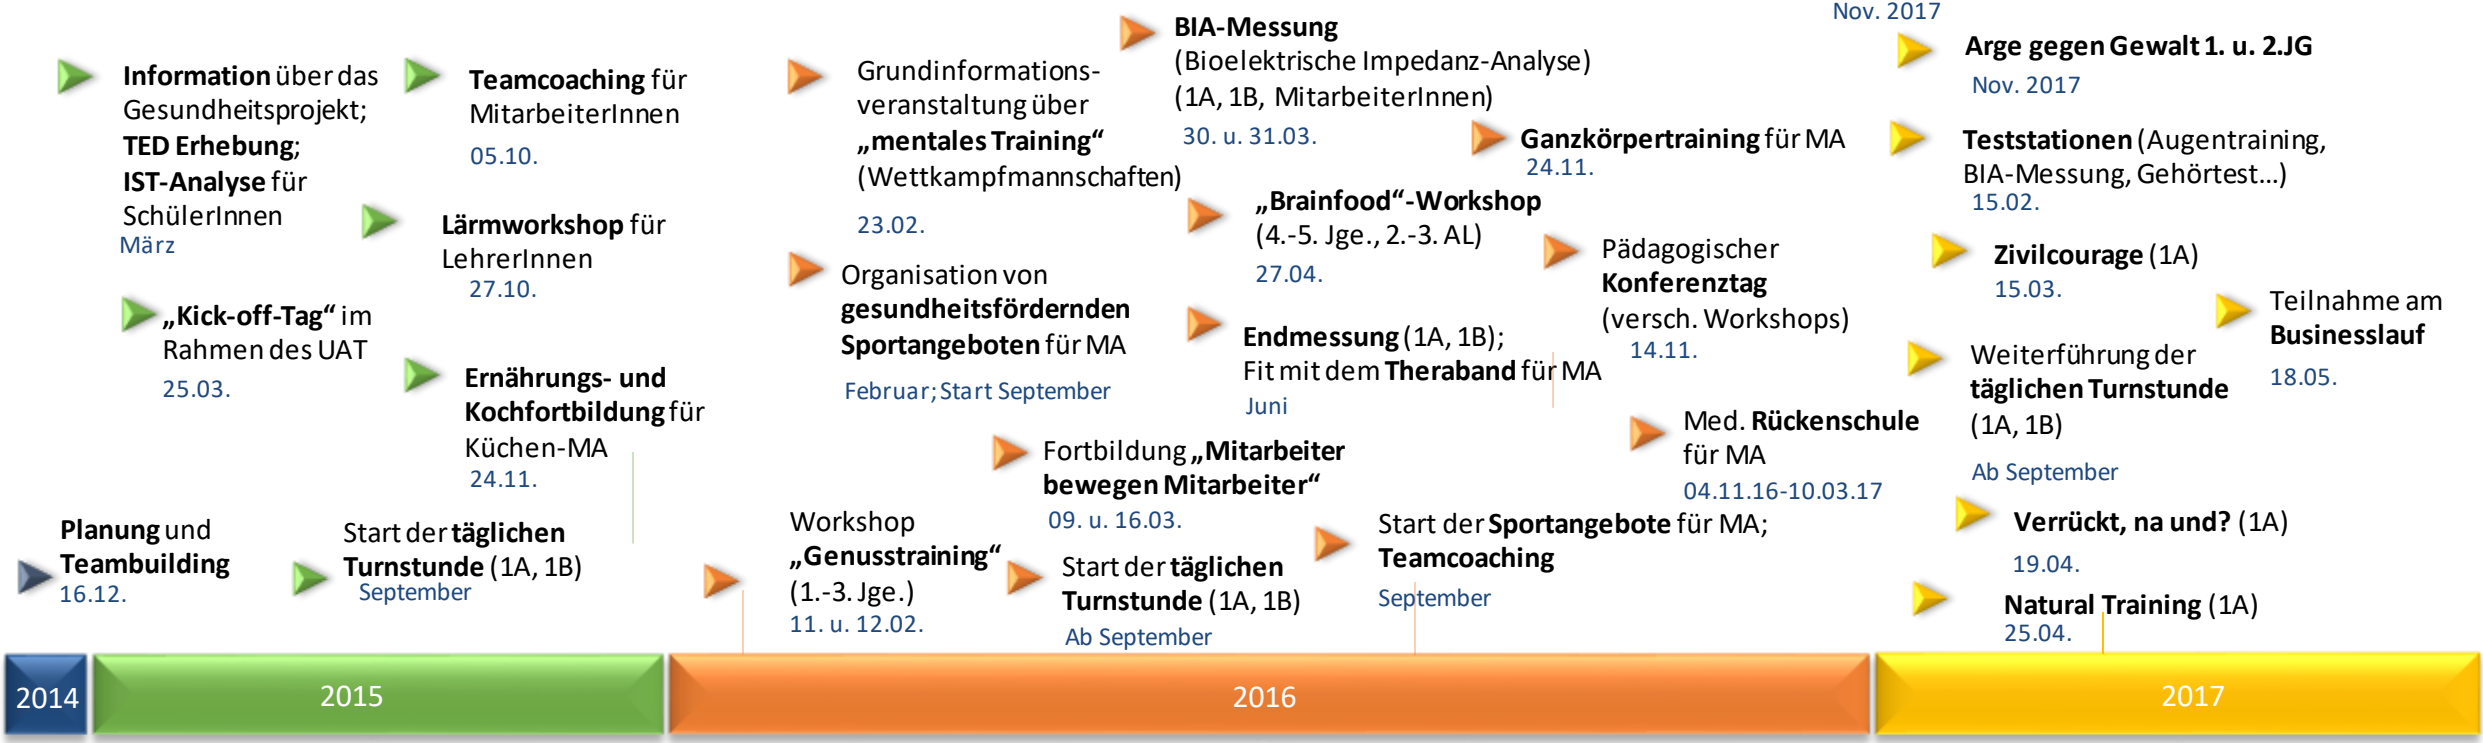 Information über das
Gesundheitsprojekt;
TED Erhebung;
IST-Analyse für
SchülerInnen
März
„Kick-off-Tag“ im
Rahmen des UAT
25.03.
Planung und
Teambuilding
16.12.
Teamcoaching für
MitarbeiterInnen
05.10.
Lärmworkshop für
LehrerInnen
27.10.
Ernährungs- und
Kochfortbildung für
Küchen-MA
24.11.
Start der täglichen
Turnstunde (1A, 1B)
September
Grundinformations-
veranstaltung über
„mentales Training“
(Wettkampfmannschaften)
23.02.
Organisation von
gesundheitsfördernden
Sportangeboten für MA
Februar; Start September
Workshop
„Genusstraining“
(1.-3. Jge.)
11. u. 12.02.
BIA-Messung
(Bioelektrische Impedanz-Analyse)
(1A, 1B, MitarbeiterInnen)
30. u. 31.03.
„Brainfood“-Workshop
(4.-5. Jge., 2.-3. AL)
27.04.
Endmessung (1A, 1B);
Fit mit dem Theraband für MA
Juni
Fortbildung „Mitarbeiter
bewegen Mitarbeiter“
09. u. 16.03.
Start der täglichen
Turnstunde (1A, 1B)
Ab September
Ganzkörpertraining für MA
24.11.
Pädagogischer
Konferenztag
(versch. Workshops)
14.11.
Med. Rückenschule
für MA
04.11.16-10.03.17
Start der Sportangebote für MA;
Teamcoaching
September
Nov. 2017
Arge gegen Gewalt 1. u. 2.JG
Nov. 2017
Teststationen (Augentraining,
BIA-Messung, Gehörtest...)
15.02.
Zivilcourage (1A)
15.03.
Weiterführung der
täglichen Turnstunde
(1A, 1B)
Ab September
Verrückt, na und? (1A)
19.04.
Natural Training (1A)
25.04.
Teilnahme am
Businesslauf
18.05.
2014
2015
2016
2017